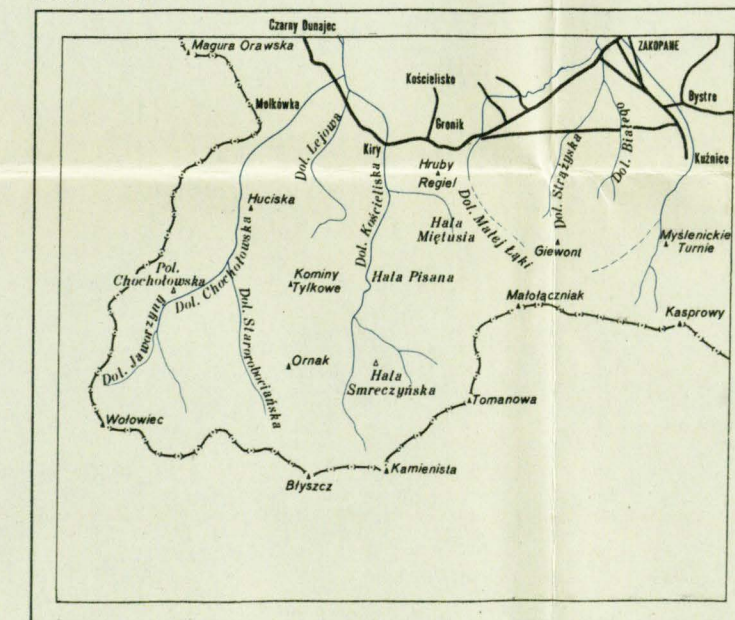 Czarny Dunajec
Magura Orawska
ZAKOPANE
Kościelisko
Bystre
Mołkówka
Gronik
Kiry
Kuźnice
Dol. Lejowa
Hruby
Regiel
Dol. Strążyska
Dol. Białego
Dol. Kościeliska
Huciska
Hala
Miętusia
Dol. Małej Łąki
Giewont
Myślenickie
Turnie
Pol.
Chochołowska
Dol. Chochołowska
Kominy
Tylkowe
Hala Pisana
Małołączniak
Kasprowy
Dol. Jaworzyny
Dol. Starorobociańska
Ornak
Hala
Smreczyńska
Tomanowa
Wołowiec
Kamienista
Błyszcz